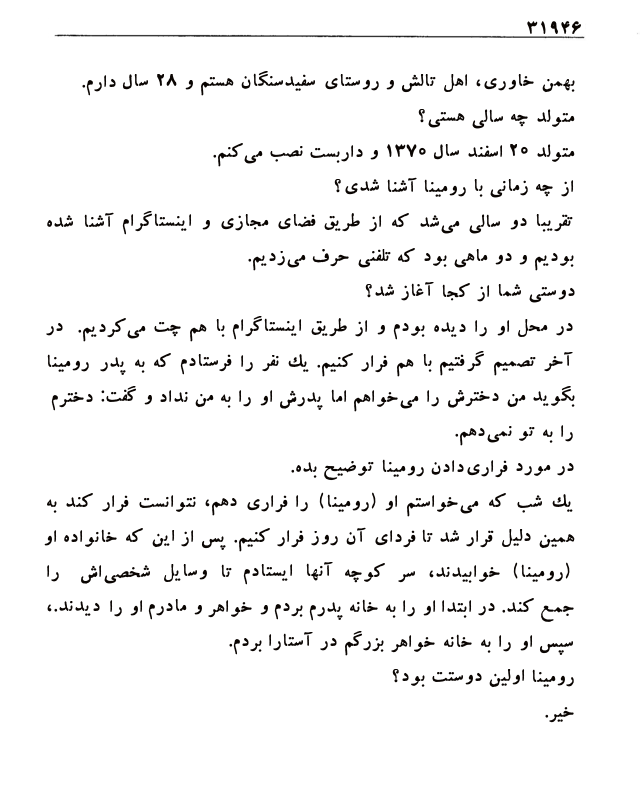 ۳۱۹۴۶
بهمن خاوری، اهل تالش و روستای سفیدسنگان هستم و ۲۸ سال دارم.
متولد چه سالی هستی؟
متولد ۲۰ اسفند سال ۱۳۷۰ و داربست نصب می‌کنم.
از چه زمانی با رومینا آشنا شدی؟
تقریبا دو سالی می‌شد که از طریق فضای مجازی و اینستاگرام آشنا شده
بودیم و دو ماهی بود که تلفنی حرف می‌زدیم.
دوستی شما از کجا آغاز شد؟
در محل او را دیده بودم و از طریق اینستاگرام با هم چت می‌کردیم. در
آخر تصمیم گرفتیم با هم فرار کنیم. یك نفر را فرستادم که به پدر رومینا
بگوید من دخترش را می‌خواهم اما پدرش او را به من نداد و گفت: دخترم
را به تو نمی‌دهم.
در مورد فراری‌دادن رومینا توضیح بده.
یك شب که می‌خواستم او (رومینا) را فراری دهم، نتوانست فرار کند به
همین دلیل قرار شد تا فردای آن روز فرار کنیم. پس از این که خانواده او
(رومینا) خوابیدند، سر کوچه آنها ایستادم تا وسایل شخصی‌اش را
جمع کند. در ابتدا او را به خانه پدرم بردم و خواهر و مادرم او را دیدند.،
سپس او را به خانه خواهر بزرگم در آستارا بردم.
رومینا اولین دوستت بود؟
خیر.